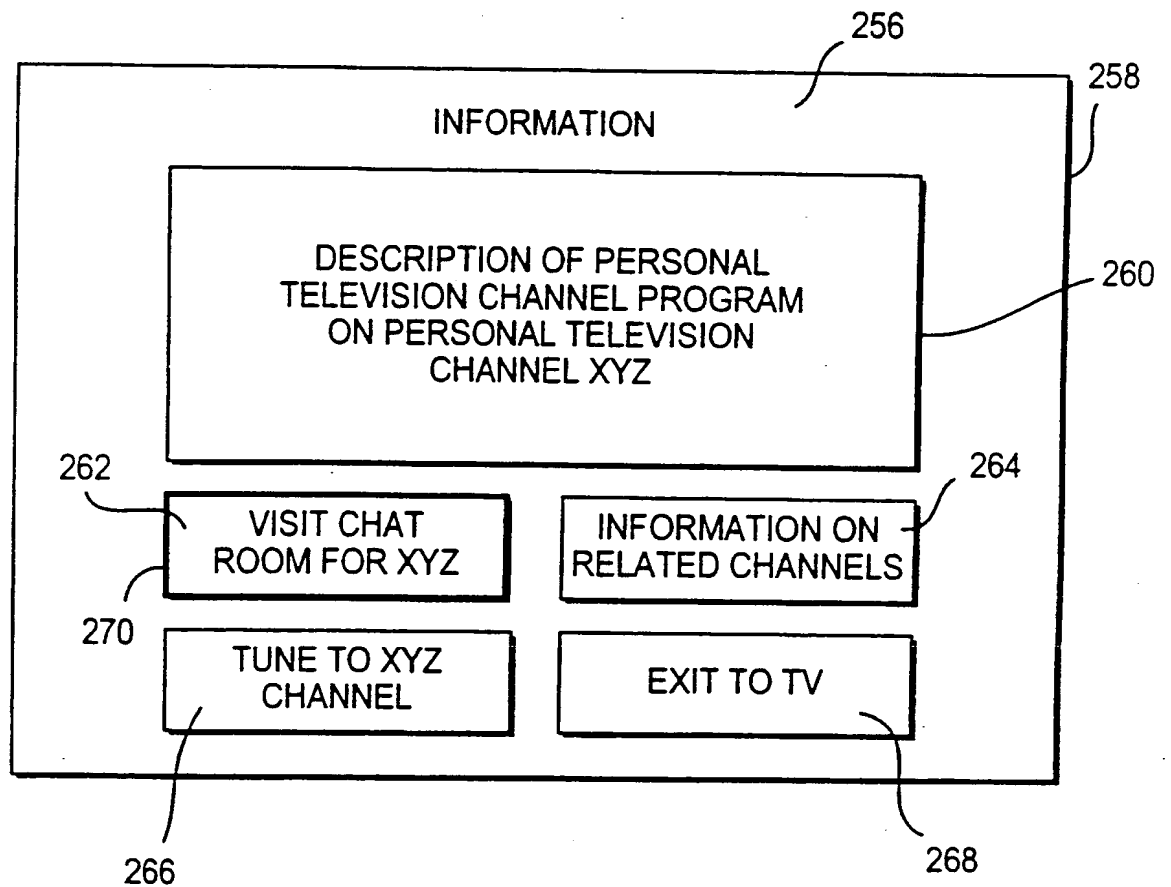 256
258
INFORMATION
DESCRIPTION OF PERSONAL
TELEVISION CHANNEL PROGRAM
ON PERSONAL TELEVISION
CHANNEL XYZ
260
262
264
VISIT CHAT
ROOM FOR XYZ
INFORMATION ON
RELATED CHANNELS
270
TUNE TO XYZ
CHANNEL
EXIT TO TV
266
268